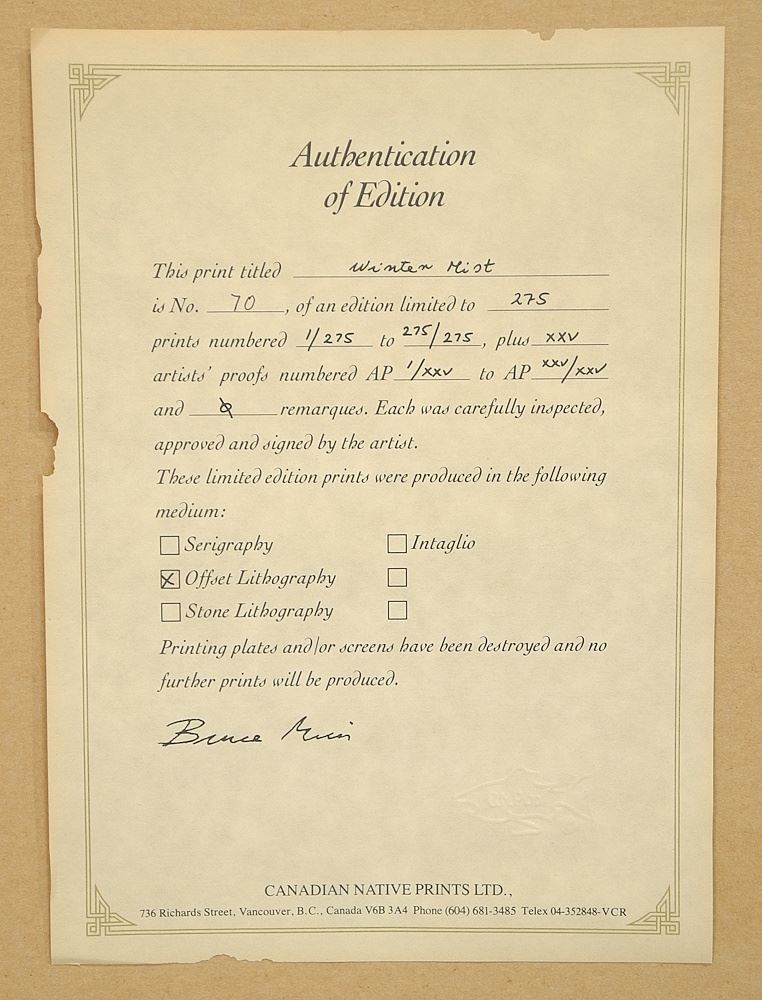 Authentication
of Edition
This print titled Winter Mist
is No. 70, of an edition limited to 275
prints numbered 1/275 to 275/275, plus XXV
artists' proofs numbered AP 1/XXV to AP XXV/XXV
and 0 remarques. Each was carefully inspected,
approved and signed by the artist.
These limited edition prints were produced in the following
medium:
Serigraphy Intaglio
X Offset Lithography
Stone Lithography
Printing plates and/or screens have been destroyed and no
further prints will be produced.
Bruce
CANADIAN NATIVE PRINTS LTD.,
736 Richards Street, Vancouver, B.C., Canada V6B 3A4 Phone (604) 681-3485 Telex 04-352848-VCR